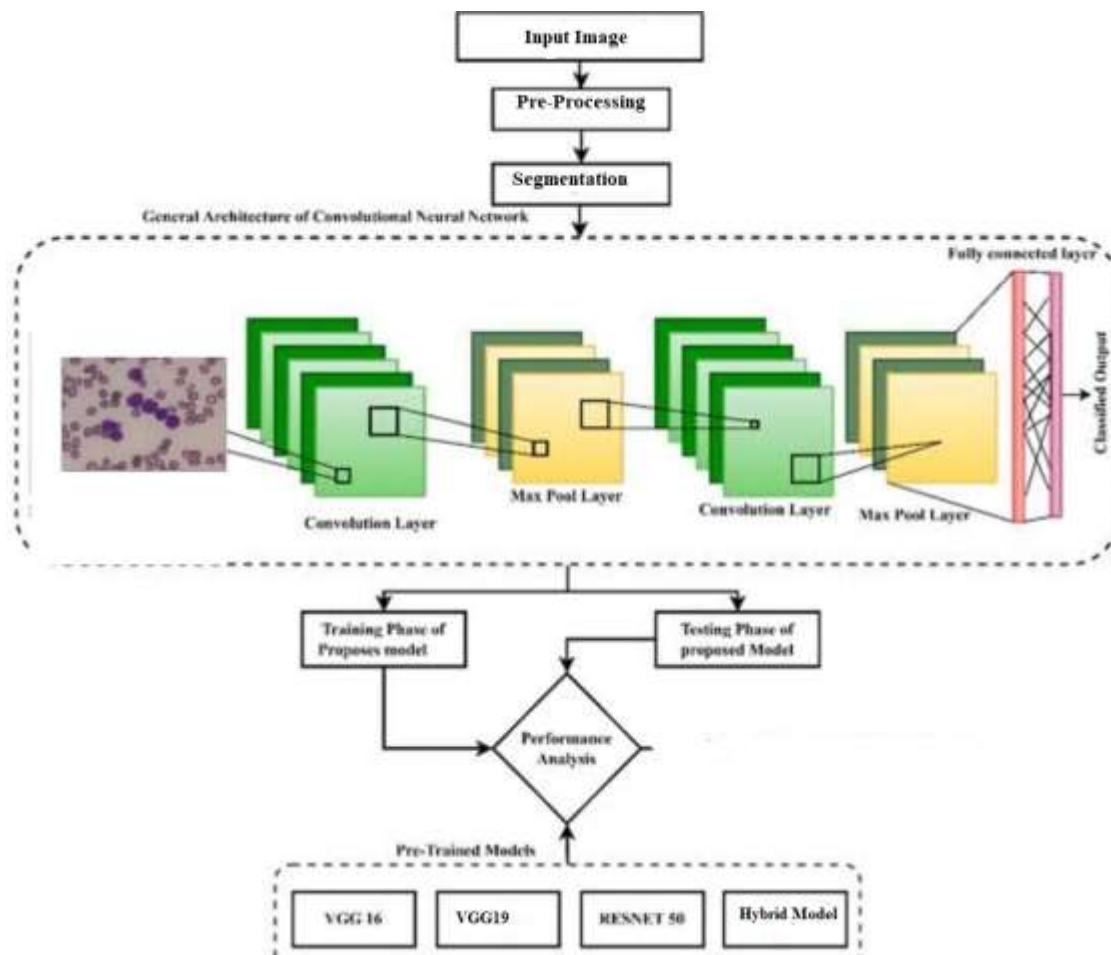 Input Image
Pre-Processing
Segmentation
General Architecture of Convolutional Neural Network
Fully connected layer
Classified Output
Max Pool Layer
Convolution Layer
Convolution Layer
Max Pool Layer
Training Phase of
Proposes model
Testing Phase of
proposed Model
Performance
Analysis
Pre-Trained Models
VGG 16
VGG19
RESNET 50
Hybrid Model